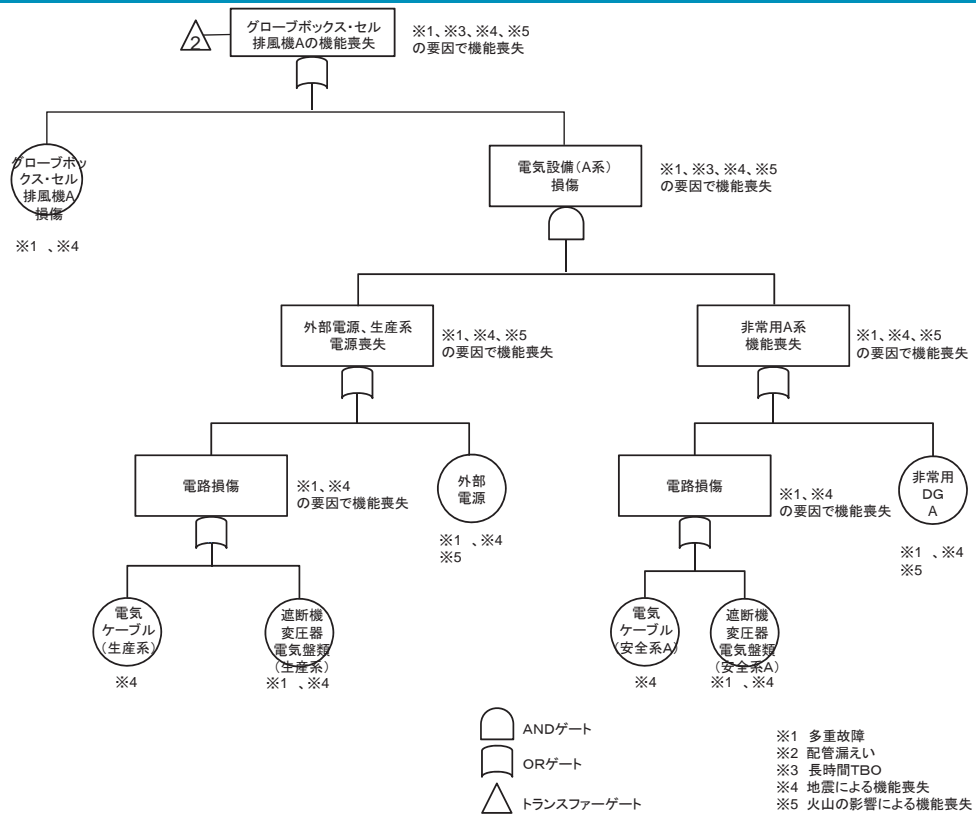 グローブボックス・セル
排風機Aの機能喪失
2
※1、※3、※4、※5
の要因で機能喪失
グローブボッ
クス・セル
排風機A
損傷
※1 、※4
電気設備(A系)
損傷
※1、※3、※4、※5
の要因で機能喪失
外部電源、生産系
電源喪失
※1、※4、※5
の要因で機能喪失
非常用A系
機能喪失
※1、※4、※5
の要因で機能喪失
電路損傷
※1、※4
の要因で機能喪失
外部
電源
※1 、※4
※5
電路損傷
※1、※4
の要因で機能喪失
非常用
DG
A
※1 、※4
※5
電気
ケーブル
(生産系)
※4
遮断機
変圧器
電気盤類
(生産系)
※1 、※4
電気
ケーブル
(安全系A)
※4
遮断機
変圧器
電気盤類
(安全系A)
※1 、※4
ANDゲート
ORゲート
トランスファーゲート
※1 多重故障
※2 配管漏えい
※3 長時間TBO
※4 地震による機能喪失
※5 火山の影響による機能喪失